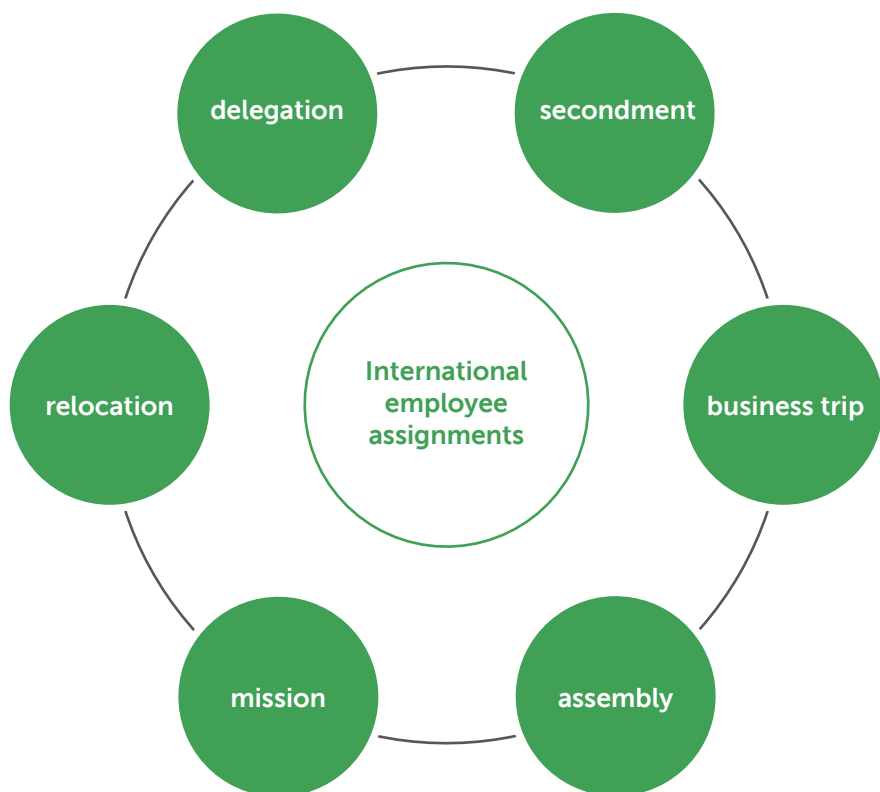 delegation
secondment
relocation
International
employee
assignments
business trip
mission
assembly